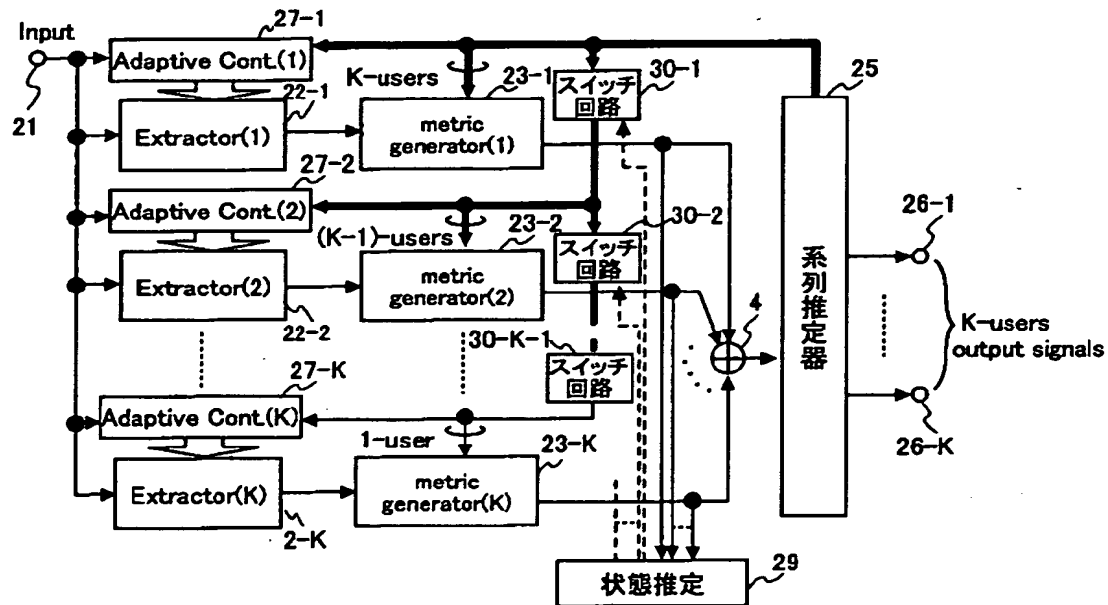 Input
21
27-1
Adaptive Cont.(1)
22-1
Extractor(1)
K-users
23-1
metric
generator(1)
30-1
スイッチ
回路
25
系列推定器
27-2
Adaptive Cont.(2)
(K-1)-users
23-2
30-2
スイッチ
回路
Extractor(2)
22-2
metric
generator(2)
4
26-1
K-users
output signals
26-K
30-K-1
スイッチ
回路
27-K
Adaptive Cont.(K)
1-user
23-K
Extractor(K)
2-K
metric
generator(K)
状態推定
29